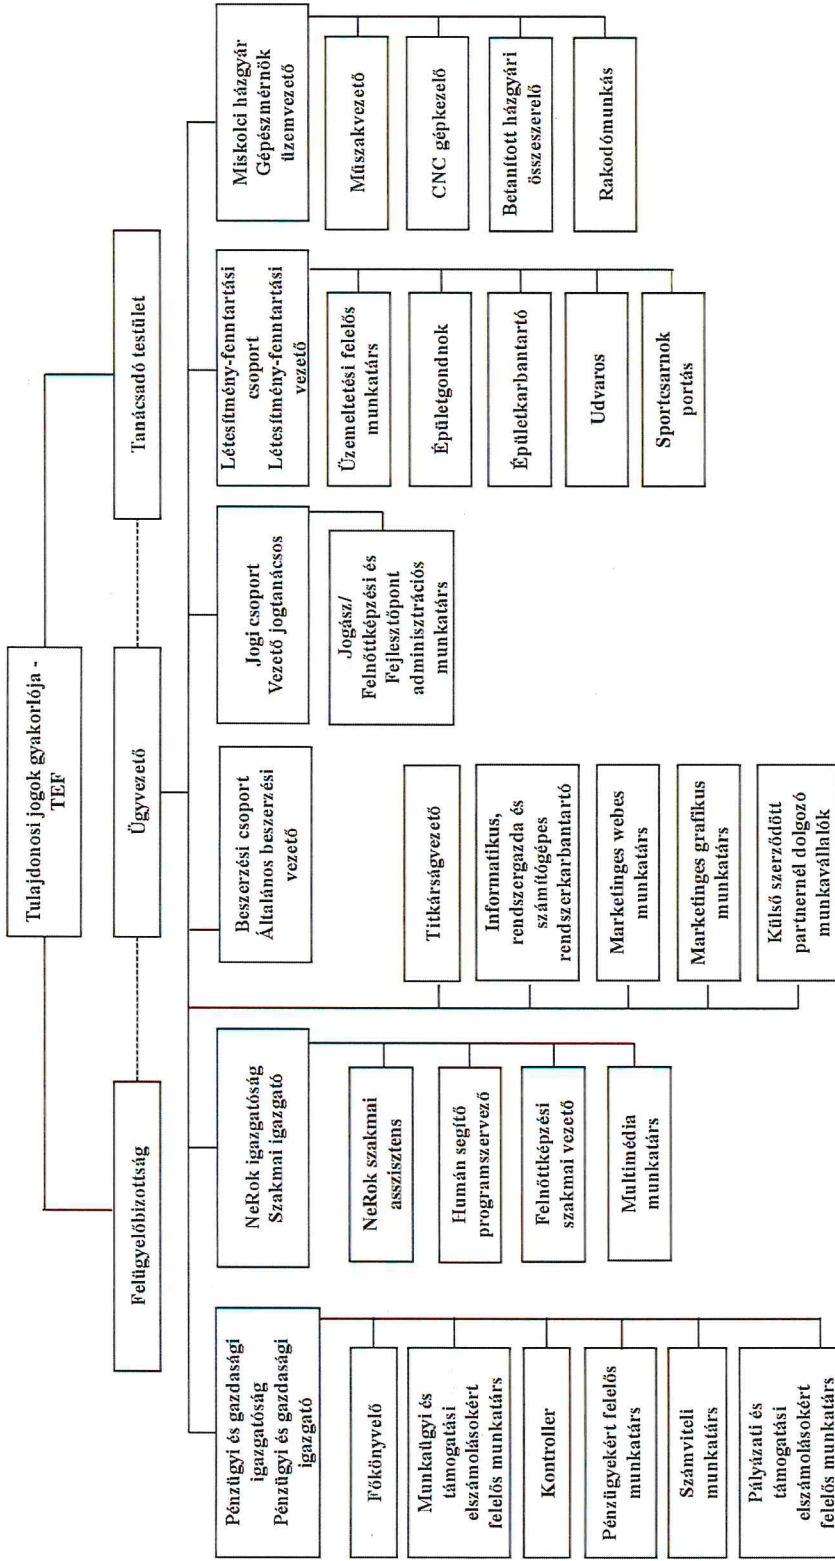 Tulajdonosi jogok gyakorlója -
TEF
Felügyelőbizottság
Ügyvezető
Tanácsadó testület
Pénzügyi és gazdasági
igazgatóság
Pénzügyi és gazdasági
igazgató
Főkönyvelő
Munkaügyi és
támogatási
elszámolásokért
felelős munkatárs
Kontroller
Pénzügyekért felelős
munkatárs
Számviteli
munkatárs
Pályázati és
támogatási
elszámolásokért
felelős munkatárs
NeRok igazgatóság
Szakmai igazgató
NeRok szakmai
asszisztens
Humán segítő
programszervező
Felnőttképzési
szakmai vezető
Multimédia
munkatárs
Titkárságvezető
Informatikus,
rendszergazda és
számítógépes
rendszerkarbantartó
Marketinges webes
munkatárs
Marketinges grafikus
munkatárs
Külső szerződött
partnernél dolgozó
munkavállalók
Beszerzési csoport
Általános beszerzési
vezető
Jogi csoport
Vezető jogtanácsos
Jogász/
Felnőttképzési és
Fejlesztőpont
adminisztrációs
munkatárs
Létesítmény-fenntartási
csoport
Létesítmény-fenntartási
vezető
Üzemeltetési felelős
munkatárs
Épületgondnok
Épületkarbantartó
Udvaros
Sportcsarnok
portás
Miskolci házgyár
Gépészmérnök
üzemvezető
Műszakvezető
CNC gépkezelő
Betanított házgyári
összeszerelő
Rakodómunkás